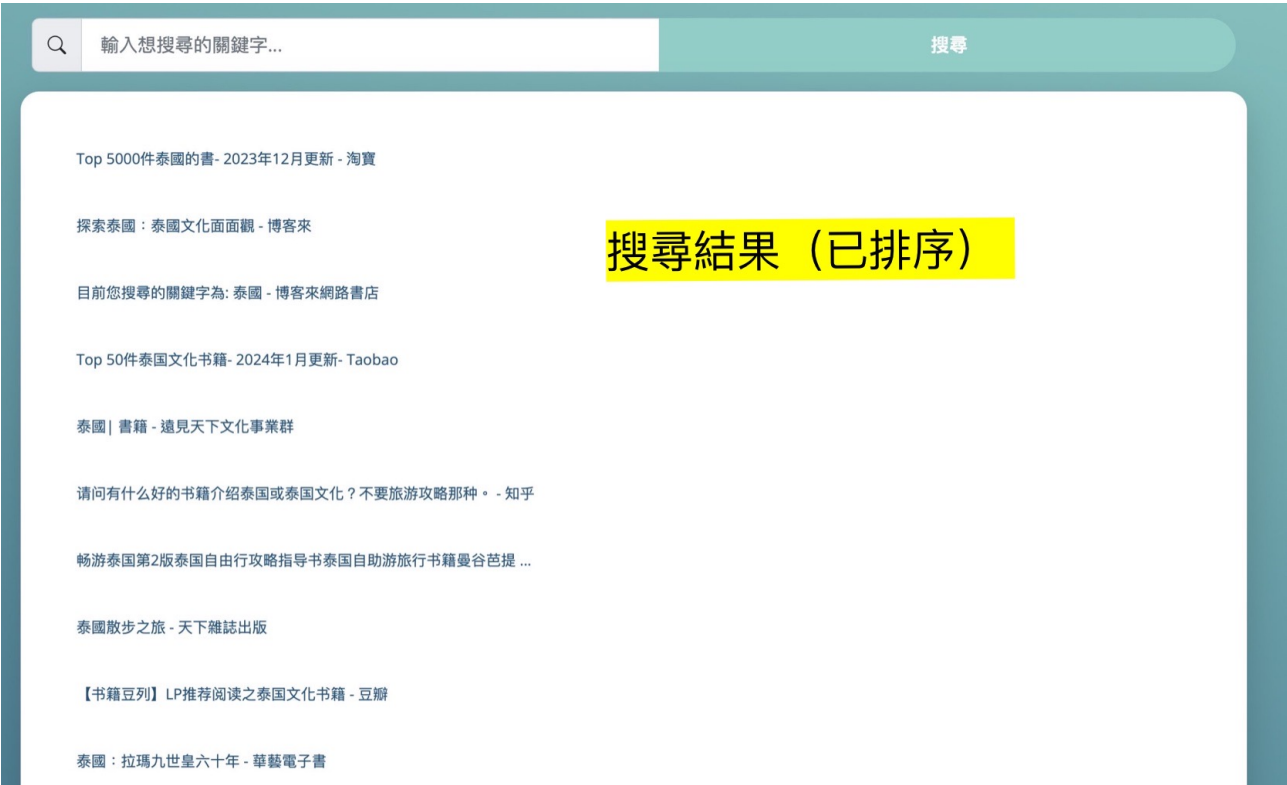 輸入想搜尋的關鍵字...
搜尋
Top 5000件泰國的書- 2023年12月更新 - 淘寶
探索泰國：泰國文化面面觀 - 博客來
搜尋結果（已排序）
目前您搜尋的關鍵字為: 泰國 - 博客來網路書店
Top 50件泰国文化书籍- 2024年1月更新- Taobao
泰國| 書籍 - 遠見天下文化事業群
请问有什么好的书籍介绍泰国或泰国文化？不要旅游攻略那种。 - 知乎
畅游泰国第2版泰国自由行攻略指导书泰国自助游旅行书籍曼谷芭提 ...
泰國散步之旅 - 天下雜誌出版
【书籍豆列】LP推荐阅读之泰国文化书籍 - 豆瓣
泰國：拉瑪九世皇六十年 - 華藝電子書